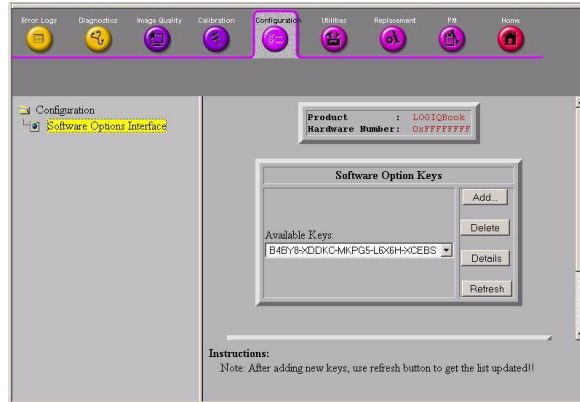 Error Logs Diagnostics Image Quality Calibration Configuration Utilities Replacement PM Home
Configuration
Software Options Interface
Product : LOGIQBook
Hardware Number: 0xFFFFFFFF
Software Option Keys
Add...
Delete
Available Keys:
B4BY8-XDDKC-MKPG5-L6X6H-XCEBS
Details
Refresh
Instructions:
Note: After adding new keys, use refresh button to get the list updated!!